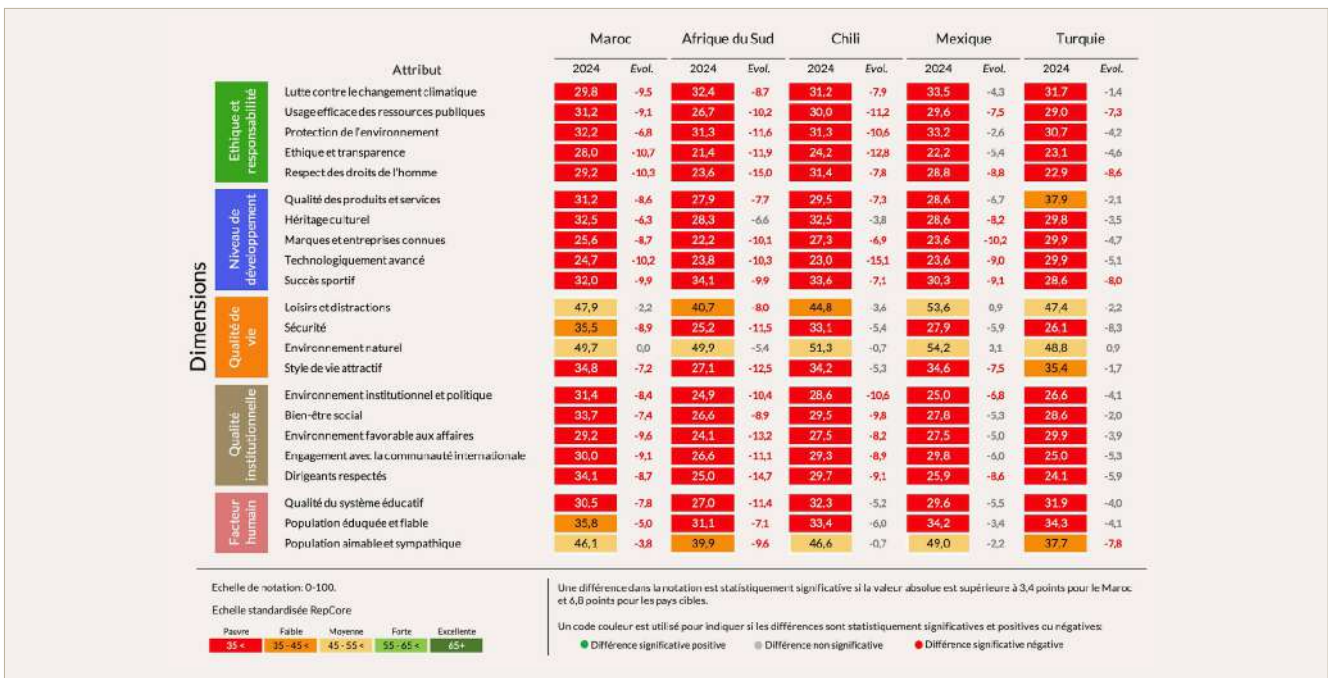 Maroc Afrique du Sud Chili Mexique Turquie
Attribut 2024 Evol. 2024 Evol. 2024 Evol. 2024 Evol. 2024 Evol.
Dimensions
Ethique et responsabilité
Lutte contre le changement climatique 29,8 -9,5 32,4 -8,7 31,2 -7,9 33,5 -4,3 31,7 -1,4
Usage efficace des ressources publiques 31,2 -9,1 26,7 -10,2 30,0 -11,2 29,6 -7,5 29,0 -7,3
Protection de l'environnement 32,2 -6,8 31,3 -11,6 31,3 -10,6 33,2 -2,6 30,7 -4,2
Ethique et transparence 28,0 -10,7 21,4 -11,9 24,2 -12,8 22,2 -5,4 23,1 -4,6
Respect des droits de l'homme 29,2 -10,3 23,6 -15,0 31,4 -7,8 28,8 -8,8 22,9 -8,6
Niveau de développement
Qualité des produits et services 31,2 -8,6 27,9 -7,7 29,5 -7,3 28,6 -6,7 37,9 -2,1
Héritage culturel 32,5 -6,3 28,3 -6,6 32,5 -3,8 28,6 -8,2 29,8 -3,5
Marques et entreprises connues 25,6 -8,7 22,2 -10,1 27,3 -6,9 23,6 -10,2 29,9 -4,7
Technologiquement avancé 24,7 -10,2 23,8 -10,3 23,0 -15,1 23,6 -9,0 29,9 -5,1
Succès sportif 32,0 -9,9 34,1 -9,9 33,6 -7,1 30,3 -9,1 28,6 -8,0
Qualité de vie
Loisirs et distractions 47,9 -2,2 40,7 -8,0 44,8 -3,6 53,6 0,9 47,4 -2,2
Sécurité 35,5 -8,9 25,2 -11,5 33,1 -5,4 27,9 -5,9 26,1 -8,3
Environnement naturel 49,7 0,0 49,9 -5,4 51,3 -0,7 54,2 3,1 48,8 0,9
Style de vie attractif 34,8 -7,2 27,1 -12,5 34,2 -5,3 34,6 -7,5 35,4 -1,7
Qualité institutionnelle
Environnement institutionnel et politique 31,4 -8,4 24,9 -10,4 28,6 -10,6 25,0 -6,8 26,6 -4,1
Bien-être social 33,7 -7,4 26,6 -8,9 29,5 -9,8 27,8 -5,3 28,6 -2,0
Environnement favorable aux affaires 29,2 -9,6 24,1 -13,2 27,5 -8,2 27,5 -5,0 29,9 -3,9
Engagement avec la communauté internationale 30,0 -9,1 26,6 -11,1 29,3 -8,9 29,8 -6,0 25,0 -5,3
Dirigeants respectés 34,1 -8,7 25,0 -14,7 29,7 -9,1 25,9 -8,6 24,1 -5,9
Facteur humain
Qualité du système éducatif 30,5 -7,8 27,0 -11,4 32,3 -5,2 29,6 -5,5 31,9 -4,0
Population éduquée et fiable 35,8 -5,0 31,1 -7,1 33,4 -6,0 34,2 -3,4 34,3 -4,1
Population aimable et sympathique 46,1 -3,8 39,9 -9,6 46,6 -0,7 49,0 -2,2 37,7 -7,8
Echelle de notation: 0-100.
Echelle standardisée RepCore
Pauvre Faible Moyenne Forte Excellente
35 < 35 - 45 < 45 - 55 < 55 - 65 < 65+
Une différence dans la notation est statistiquement significative si la valeur absolue est supérieure à 3,4 points pour le Maroc
et 6,8 points pour les pays cibles.
Un code couleur est utilisé pour indiquer si les différences sont statistiquement significatives et positives ou négatives:
Différence significative positive Différence non significative Différence significative négative